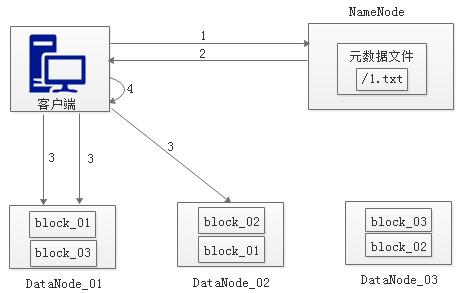 NameNode
1
2
元数据文件
/1.txt
客户端
4
3
3
3
block_01
block_03
block_02
block_01
block_03
block_02
DataNode_01
DataNode_02
DataNode_03